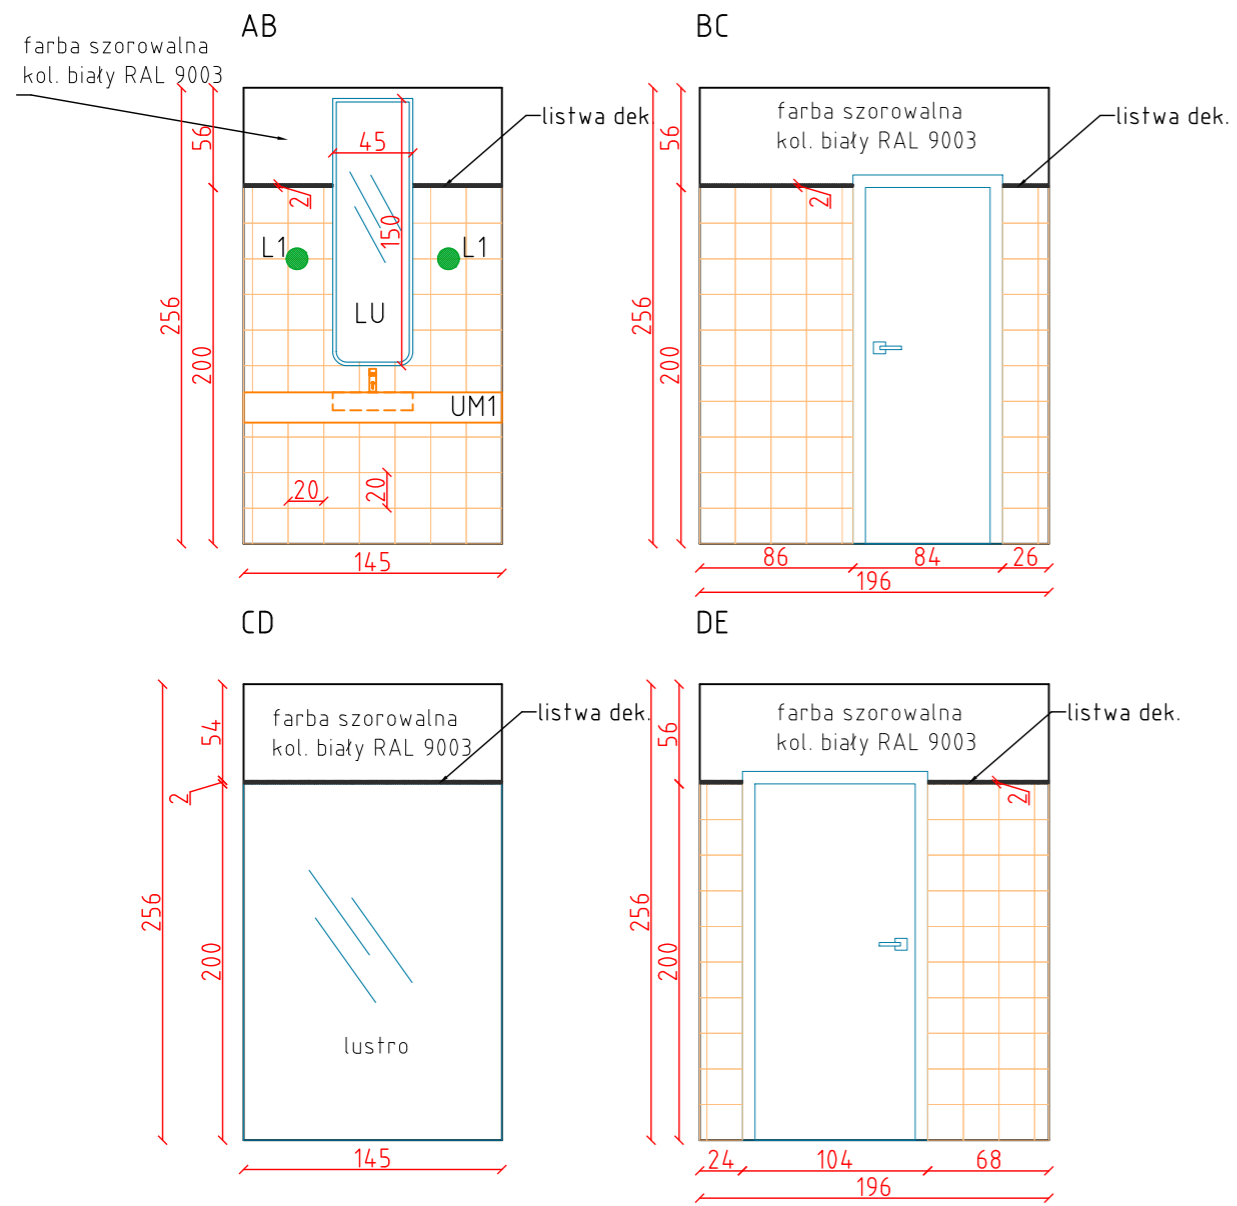 AB
farba szorowalna
kol. biały RAL 9003
listwa dek.
56
45
2
150
L1
L1
LU
256
200
UM1
20
20
145
BC
farba szorowalna
kol. biały RAL 9003
listwa dek.
56
2
256
200
86
84
26
196
CD
farba szorowalna
kol. biały RAL 9003
listwa dek.
54
2
256
200
lustro
145
DE
farba szorowalna
kol. biały RAL 9003
listwa dek.
56
2
256
200
24
104
68
196